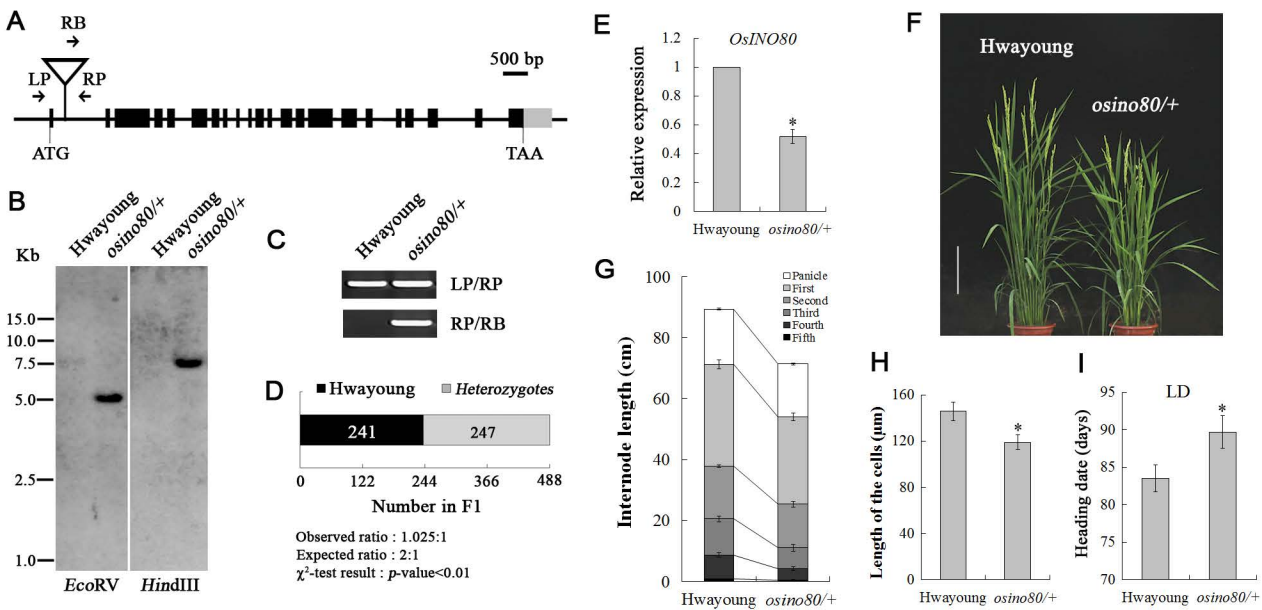 A
RB
LP
RP
500 bp
ATG
TAA
B
Hwayoung
osino80/+
Hwayoung
osino80/+
Kb
15.0
10.0
7.5
5.0
2.5
1.0
EcoRV
HindIII
C
Hwayoung
osino80/+
LP/RP
RP/RB
D
Hwayoung
Heterozygotes
241
247
0
122
244
366
488
Number in F1
Observed ratio : 1.025:1
Expected ratio : 2:1
χ²-test result : p-value<0.01
E
OsINO80
Relative expression
1.2
1
0.8
0.6
0.4
0.2
0
*
Hwayoung
osino80/+
F
Hwayoung
osino80/+
G
Internode length (cm)
100
80
60
40
20
0
Panicle
First
Second
Third
Fourth
Fifth
Hwayoung
osino80/+
H
Length of the cells (μm)
160
120
80
40
0
*
Hwayoung
osino80/+
I
LD
Heading date (days)
95
90
85
80
75
70
*
Hwayoung
osino80/+